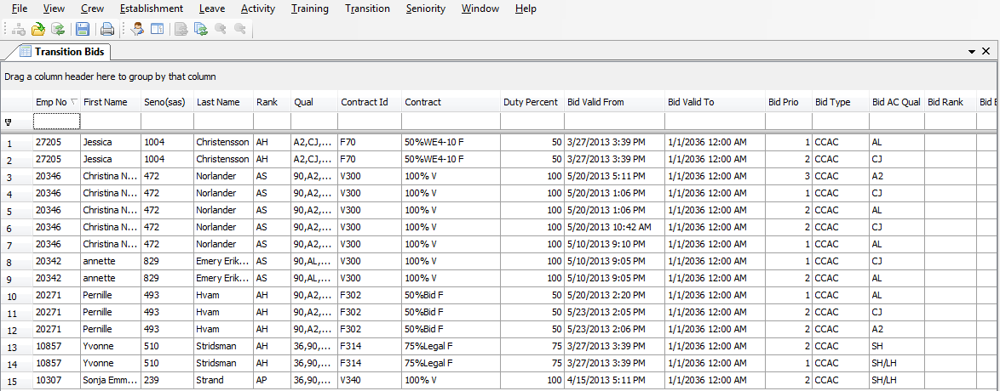 File View Crew Establishment Leave Activity Training Transition Seniority Window Help
Transition Bids
Drag a column header here to group by that column
Emp No First Name Seno(sas) Last Name Rank Qual Contract Id Contract Duty Percent Bid Valid From Bid Valid To Bid Prio Bid Type Bid AC Qual Bid Rank Bid B
1 27205 Jessica 1004 Christensson AH A2,CJ,... F70 50%WE4-10 F 50 3/27/2013 3:39 PM 1/1/2036 12:00 AM 1 CCAC AL
2 27205 Jessica 1004 Christensson AH A2,CJ,... F70 50%WE4-10 F 50 3/27/2013 3:39 PM 1/1/2036 12:00 AM 2 CCAC CJ
3 20346 Christina N... 472 Norlander AS 90,A2,... V300 100% V 100 5/20/2013 5:11 PM 1/1/2036 12:00 AM 3 CCAC A2
4 20346 Christina N... 472 Norlander AS 90,A2,... V300 100% V 100 5/20/2013 1:06 PM 1/1/2036 12:00 AM 1 CCAC CJ
5 20346 Christina N... 472 Norlander AS 90,A2,... V300 100% V 100 5/20/2013 1:06 PM 1/1/2036 12:00 AM 2 CCAC AL
6 20346 Christina N... 472 Norlander AS 90,A2,... V300 100% V 100 5/20/2013 10:42 AM 1/1/2036 12:00 AM 2 CCAC CJ
7 20346 Christina N... 472 Norlander AS 90,A2,... V300 100% V 100 5/10/2013 9:10 PM 1/1/2036 12:00 AM 1 CCAC AL
8 20342 annette 829 Emery Erik... AS 90,AL,... V300 100% V 100 5/10/2013 9:05 PM 1/1/2036 12:00 AM 1 CCAC CJ
9 20342 annette 829 Emery Erik... AS 90,AL,... V300 100% V 100 5/10/2013 9:05 PM 1/1/2036 12:00 AM 2 CCAC AL
10 20271 Pernille 493 Hvam AH 90,A2,... F302 50%Bid F 50 5/20/2013 2:20 PM 1/1/2036 12:00 AM 1 CCAC AL
11 20271 Pernille 493 Hvam AH 90,A2,... F302 50%Bid F 50 5/23/2013 2:05 PM 1/1/2036 12:00 AM 2 CCAC CJ
12 20271 Pernille 493 Hvam AH 90,A2,... F302 50%Bid F 50 5/23/2013 2:06 PM 1/1/2036 12:00 AM 2 CCAC A2
13 10857 Yvonne 510 Stridsman AH 36,90,... F314 75%Legal F 75 3/27/2013 3:39 PM 1/1/2036 12:00 AM 2 CCAC SH
14 10857 Yvonne 510 Stridsman AH 36,90,... F314 75%Legal F 75 3/27/2013 3:39 PM 1/1/2036 12:00 AM 1 CCAC SH/LH
15 10307 Sonja Emm... 239 Strand AP 36,90,... V340 100% V 100 4/15/2013 5:11 PM 1/1/2036 12:00 AM 2 CCAC SH/LH